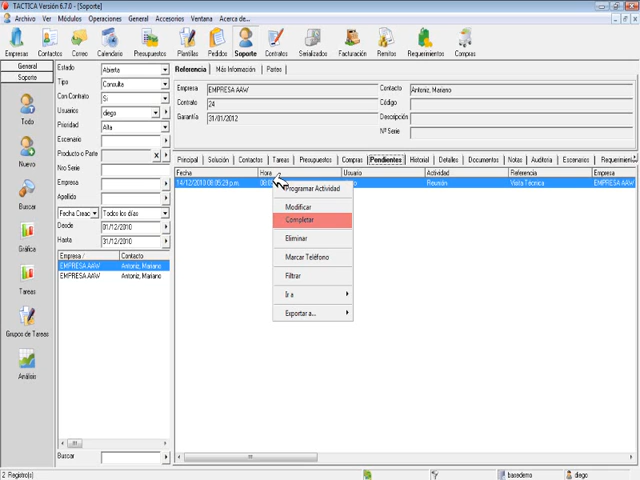 TACTICA Versión 6.7.0 - [Soporte]
Archivo Ver Módulos Operaciones General Accesorios Ventana Acerca de...
Empresas Contactos Correo Calendario Presupuestos Plantillas Pedidos Soporte Contratos Serializados Facturación Remitos Requerimientos Compras
General
Soporte
Todo
Nuevo
Buscar
Gráfica
Tareas
Grupo de Tareas
Análisis
Estado Abierta
Tipo Consulta
Con Contrato Si
Usuarios diego
Prioridad Alta
Escenario
Producto o Parte X
Nro Serie
Empresa
Apellido
Fecha Creac Todos los días
Desde 01/12/2010
Hasta 31/12/2010
Empresa / Contacto
EMPRESA AAW Antoniz, Mariano
EMPRESA AAW Antoniz, Mariano
Buscar
Referencia Más Información Partes
Empresa EMPRESA AAW Contacto Antoniz, Mariano
Contrato 24 Código
Garantía 31/01/2012 Descripción
Nº Serie
Principal Solución Contactos Tareas Presupuestos Compras Pendientes Historial Detalles Documentos Notas Auditoria Escenarios Requerimient
Fecha Hora Usuario Actividad Referencia Empresa
14/12/2010 08:05:29 p.m. Reunión Visita Técnica EMPRESA AAW
Programar Actividad
Modificar
Completar
Eliminar
Marcar Teléfono
Filtrar
Ir a
Exportar a...
2 Registro(s) basedemo diego